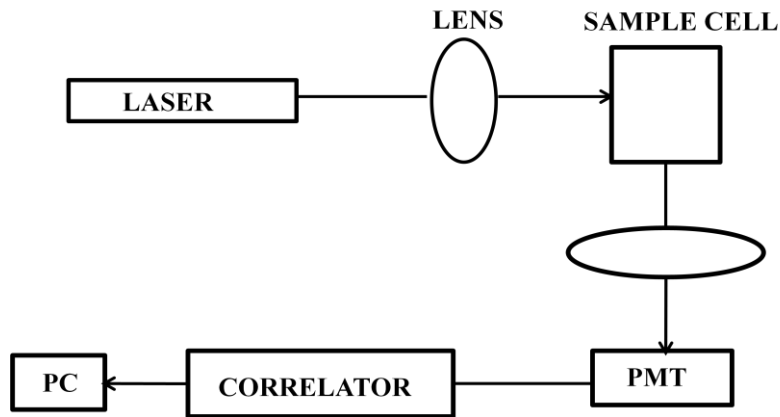 LENS
SAMPLE CELL
LASER
PC
CORRELATOR
PMT